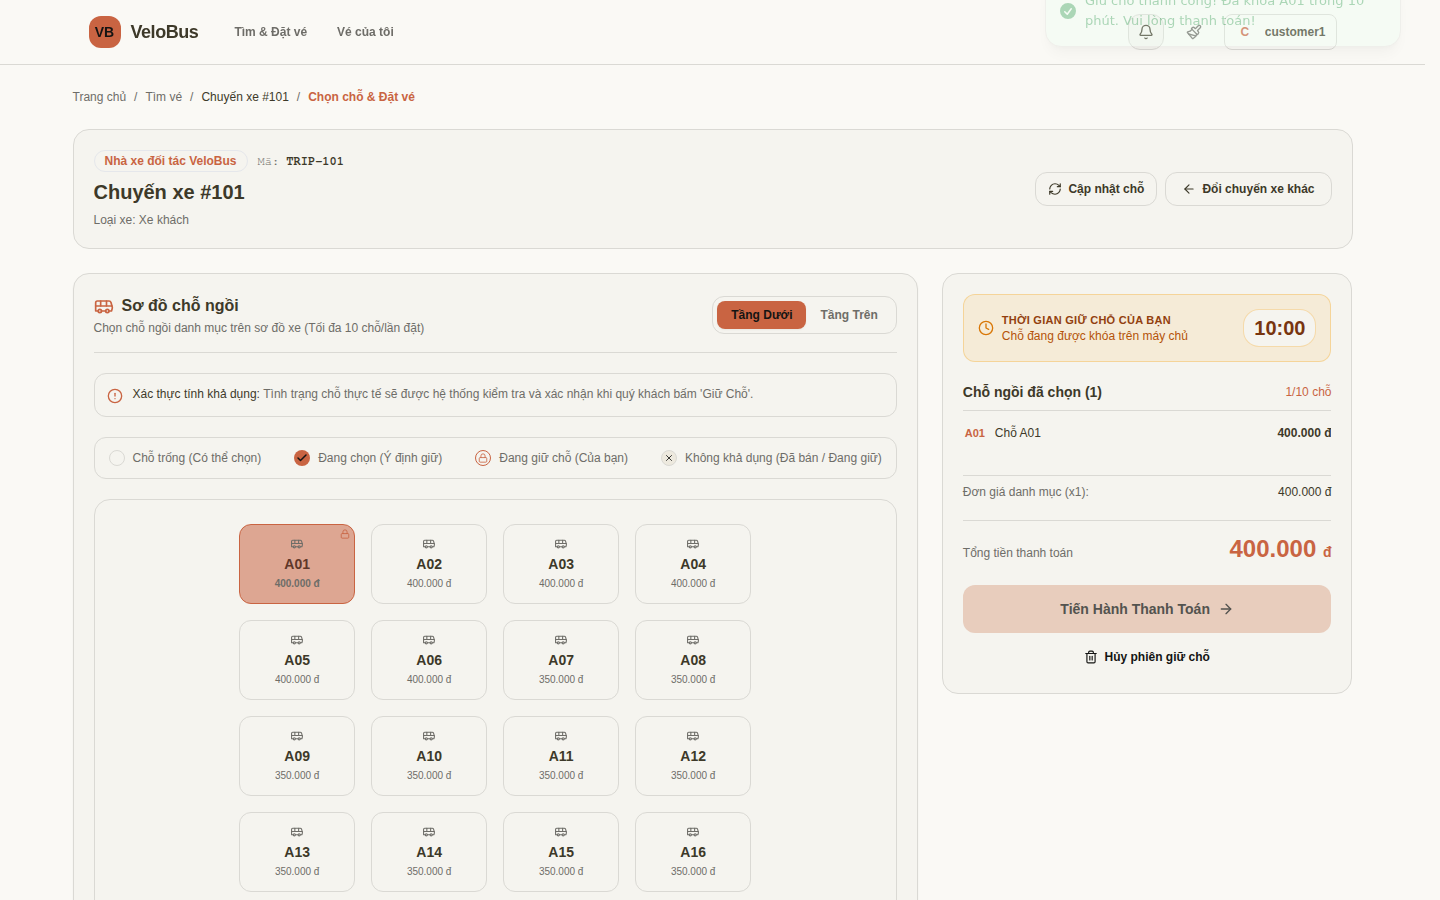 VB VeloBus Tìm & Đặt vé Vé của tôi
Giữ chỗ thành công! Đã khóa A01 trong 10
phút. Vui lòng thanh toán!
C customer1
Trang chủ / Tìm vé / Chuyến xe #101 / Chọn chỗ & Đặt vé
Nhà xe đối tác VeloBus Mã: TRIP-101
Chuyến xe #101
Loại xe: Xe khách
Cập nhật chỗ Đổi chuyến xe khác
Sơ đồ chỗ ngồi
Chọn chỗ ngồi danh mục trên sơ đồ xe (Tối đa 10 chỗ/lần đặt)
Tầng Dưới Tầng Trên
Xác thực tính khả dụng: Tình trạng chỗ thực tế sẽ được hệ thống kiểm tra và xác nhận khi quý khách bấm 'Giữ Chỗ'.
Chỗ trống (Có thể chọn) Đang chọn (Ý định giữ) Đang giữ chỗ (Của bạn) Không khả dụng (Đã bán / Đang giữ)
A01 A02 A03 A04
400.000 đ 400.000 đ 400.000 đ 400.000 đ
A05 A06 A07 A08
400.000 đ 400.000 đ 350.000 đ 350.000 đ
A09 A10 A11 A12
350.000 đ 350.000 đ 350.000 đ 350.000 đ
A13 A14 A15 A16
350.000 đ 350.000 đ 350.000 đ 350.000 đ
THỜI GIAN GIỮ CHỖ CỦA BẠN
Chỗ đang được khóa trên máy chủ
10:00
Chỗ ngồi đã chọn (1) 1/10 chỗ
A01 Chỗ A01 400.000 đ
Đơn giá danh mục (x1): 400.000 đ
Tổng tiền thanh toán 400.000 đ
Tiến Hành Thanh Toán
Hủy phiên giữ chỗ